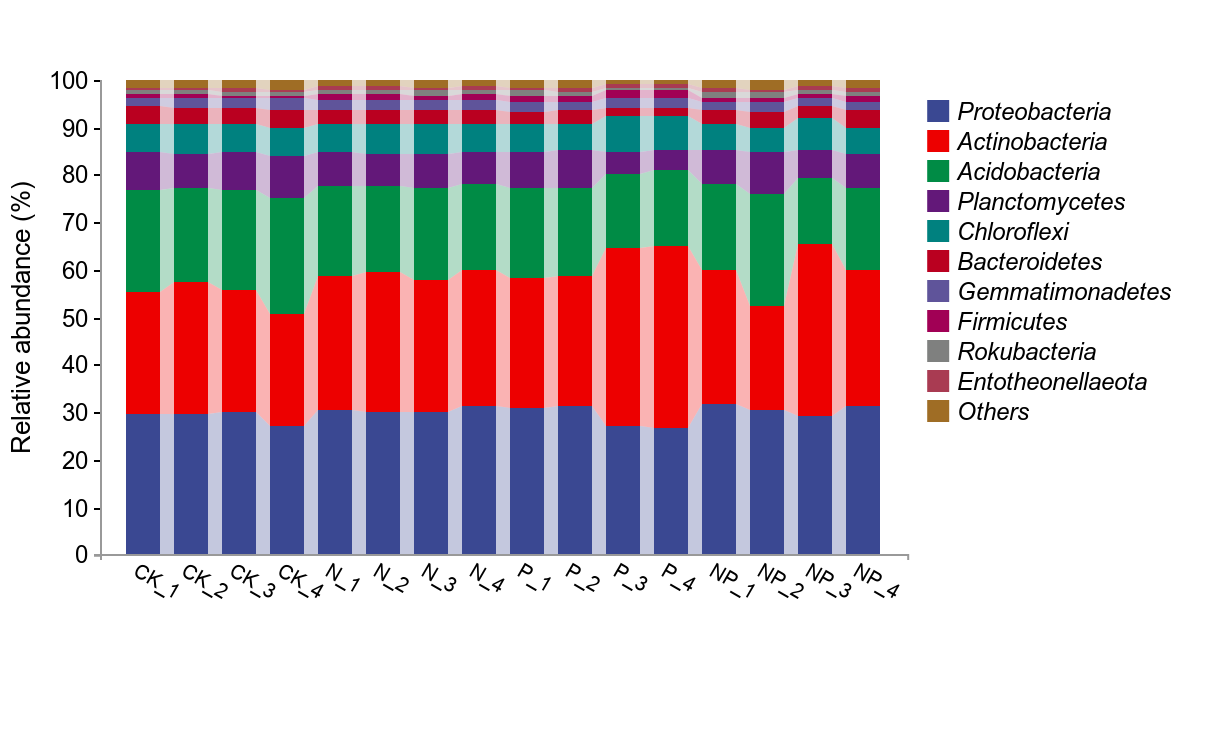 Relative abundance (%)
100
90
80
70
60
50
40
30
20
10
0
CK_1
CK_2
CK_3
CK_4
N_1
N_2
N_3
N_4
P_1
P_2
P_3
P_4
NP_1
NP_2
NP_3
NP_4
Proteobacteria
Actinobacteria
Acidobacteria
Planctomycetes
Chloroflexi
Bacteroidetes
Gemmatimonadetes
Firmicutes
Rokubacteria
Entotheonellaeota
Others